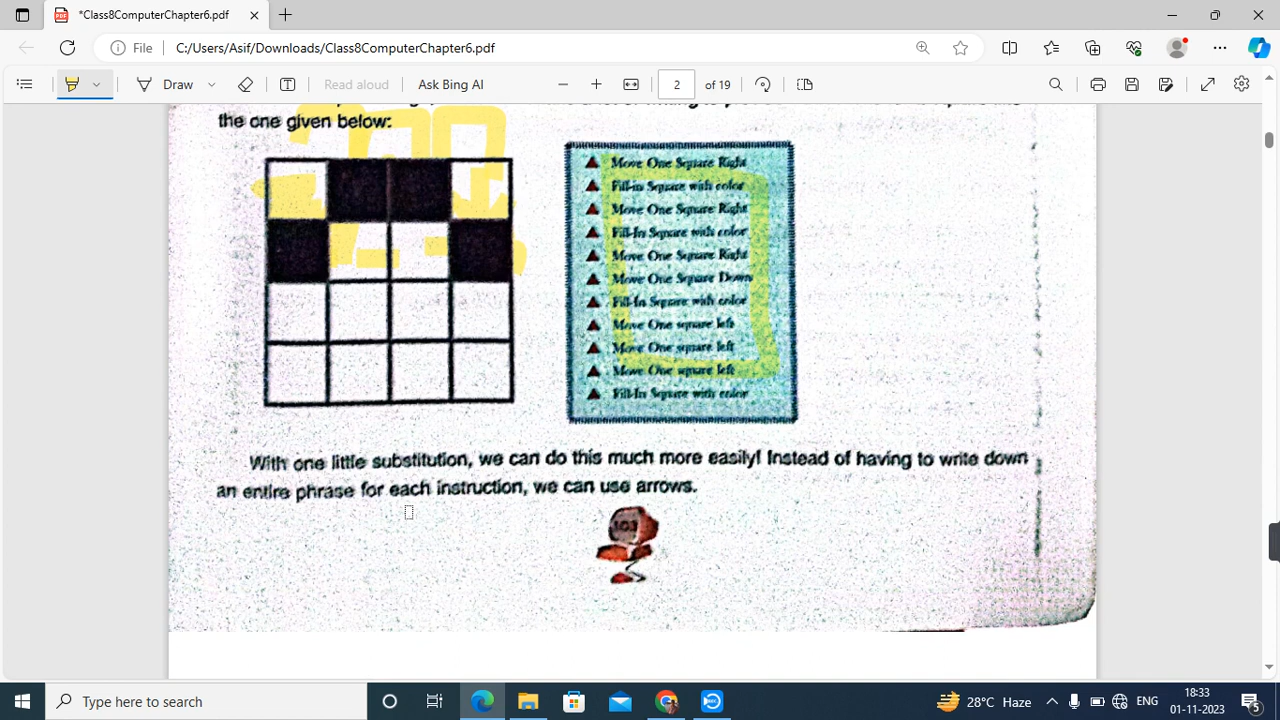 *Class8ComputerChapter6.pdf
File
C:/Users/Asif/Downloads/Class8ComputerChapter6.pdf
Draw
Read aloud
Ask Bing AI
2
of 19
the one given below:
Move One Square Right
Fill-in Square with color
Move One Square Right
Fill-In Square with color
Move One Square Right
Move One Square Down
Fill-In Square with color
Move One square left
Move One square left
Move One square left
Fill-In Square with color
With one little substitution, we can do this much more easily! Instead of having to write down
an entire phrase for each instruction, we can use arrows.
103
Type here to search
28°C Haze
ENG
18:33
01-11-2023
5